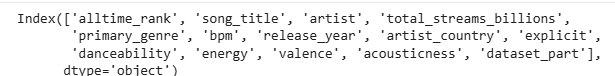 Index(['alltime_rank', 'song_title', 'artist', 'total_streams_billions',
'primary_genre', 'bpm', 'release_year', 'artist_country', 'explicit',
'danceability', 'energy', 'valence', 'acousticness', 'dataset_part'],
dtype='object')